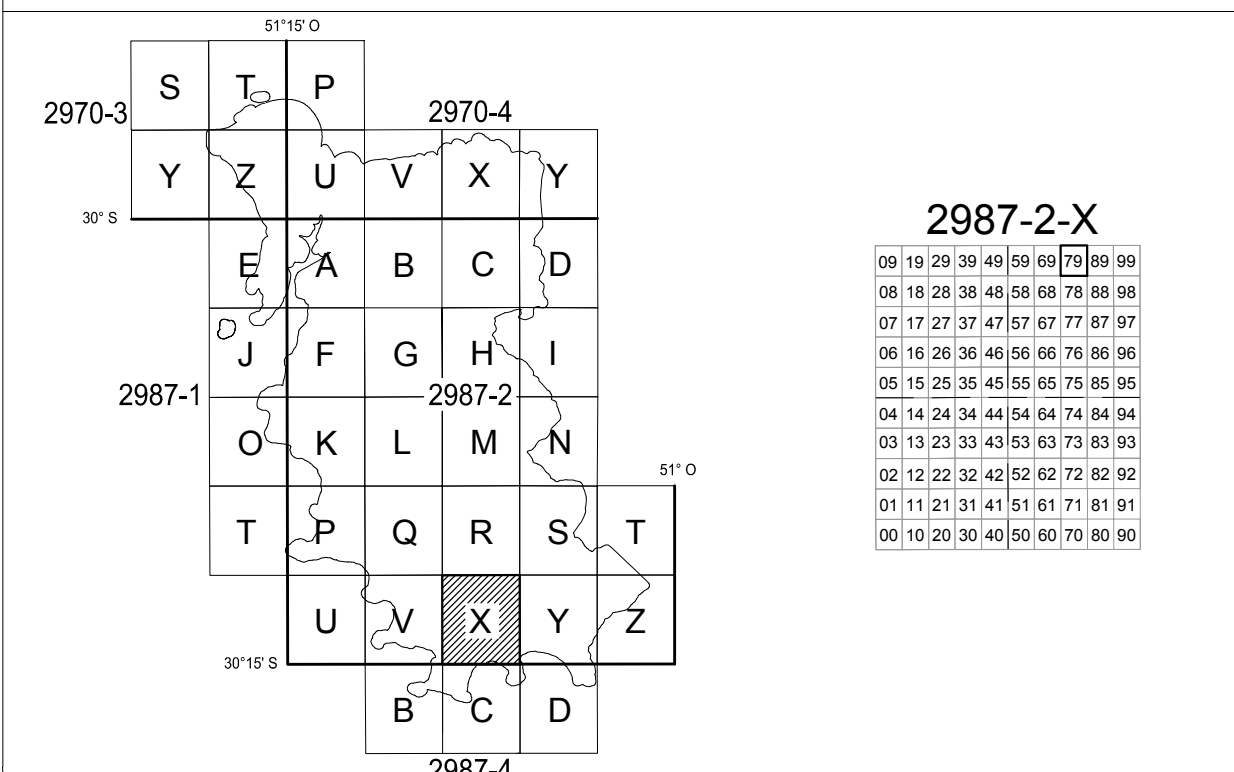 51°15' O
S T P
2970-3
2970-4
Y Z U V X Y
30° S
E A B C D
J F G H I
2987-1
2987-2
O K L M N
51° O
T P Q R S T
U V X Y Z
30°15' S
B C D
2987-4
2987-2-X
09 19 29 39 49 59 69 79 89 99
08 18 28 38 48 58 68 78 88 98
07 17 27 37 47 57 67 77 87 97
06 16 26 36 46 56 66 76 86 96
05 15 25 35 45 55 65 75 85 95
04 14 24 34 44 54 64 74 84 94
03 13 23 33 43 53 63 73 83 93
02 12 22 32 42 52 62 72 82 92
01 11 21 31 41 51 61 71 81 91
00 10 20 30 40 50 60 70 80 90